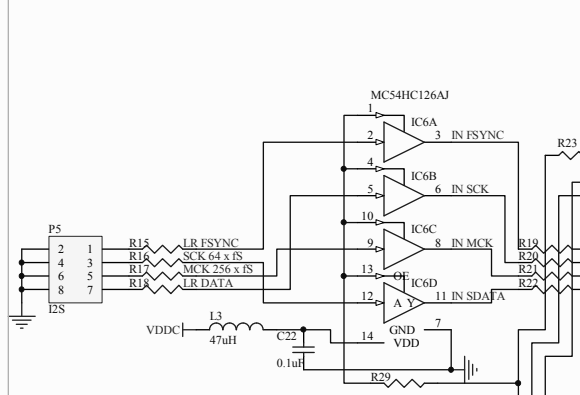 MC54HC126AJ
1
IC6A
2
3 IN FSYNC
R23
4
IC6B
5
6 IN SCK
P5
10
IC6C
9
8 IN MCK
2 1 R15 LR FSYNC
R19
4 3 R16 SCK 64 x fS
R20
6 5 R17 MCK 256 x fS
R21
8 7 R18 LR DATA
R22
13 OE
IC6D
12 A Y 11 IN SDATA
I2S
L3
VDDC
47uH
C22
0.1uF
GND 7
14 VDD
R29